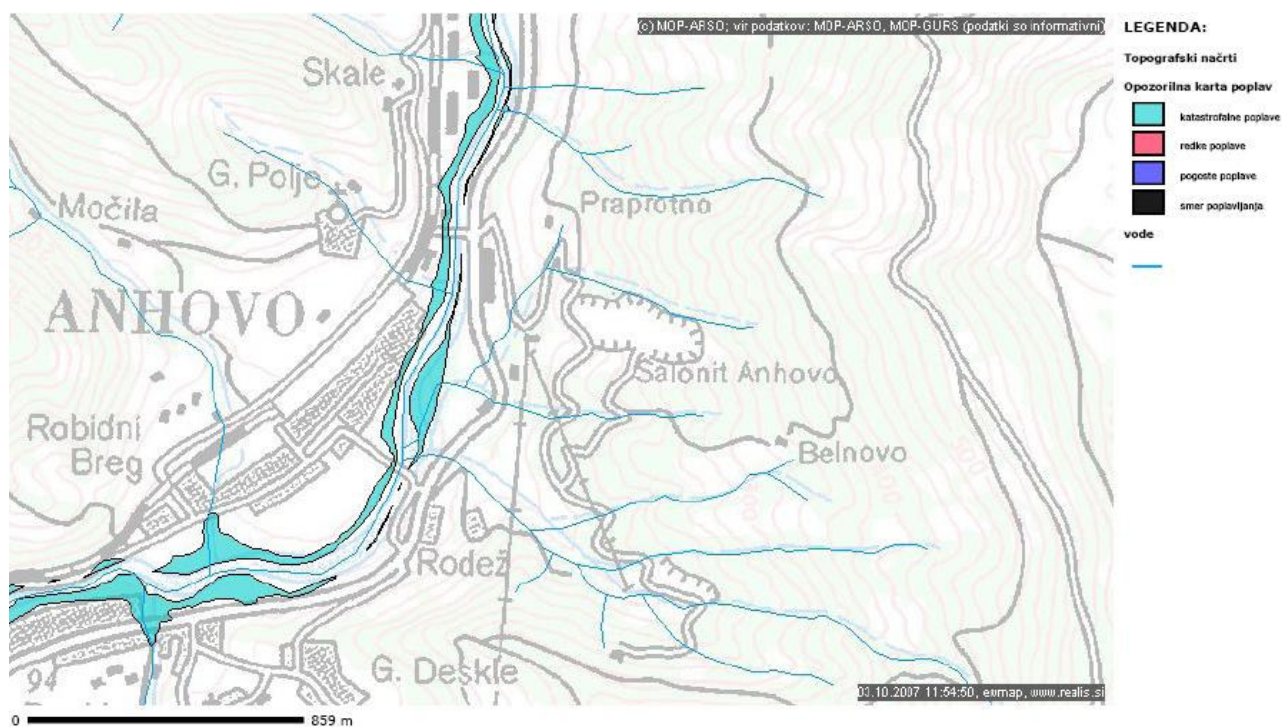 (c) MOP-ARSO; vir podatkov: MOP-ARSO, MOP-GURS (podatki so informativni)
LEGENDA:
Topografski načrti
Opozorilna karta poplav
katastrofalne poplave
redke poplave
pogoste poplave
smer poplavljanja
vode
Skale
G. Polje
Močila
Praprotno
ANHOVO
Salonit Anhovo
Robidni
Breg
Belnovo
Rodež
G. Deskle
94
03.10.2007 11:54:50, ewmap, www.realis.si
0
859 m